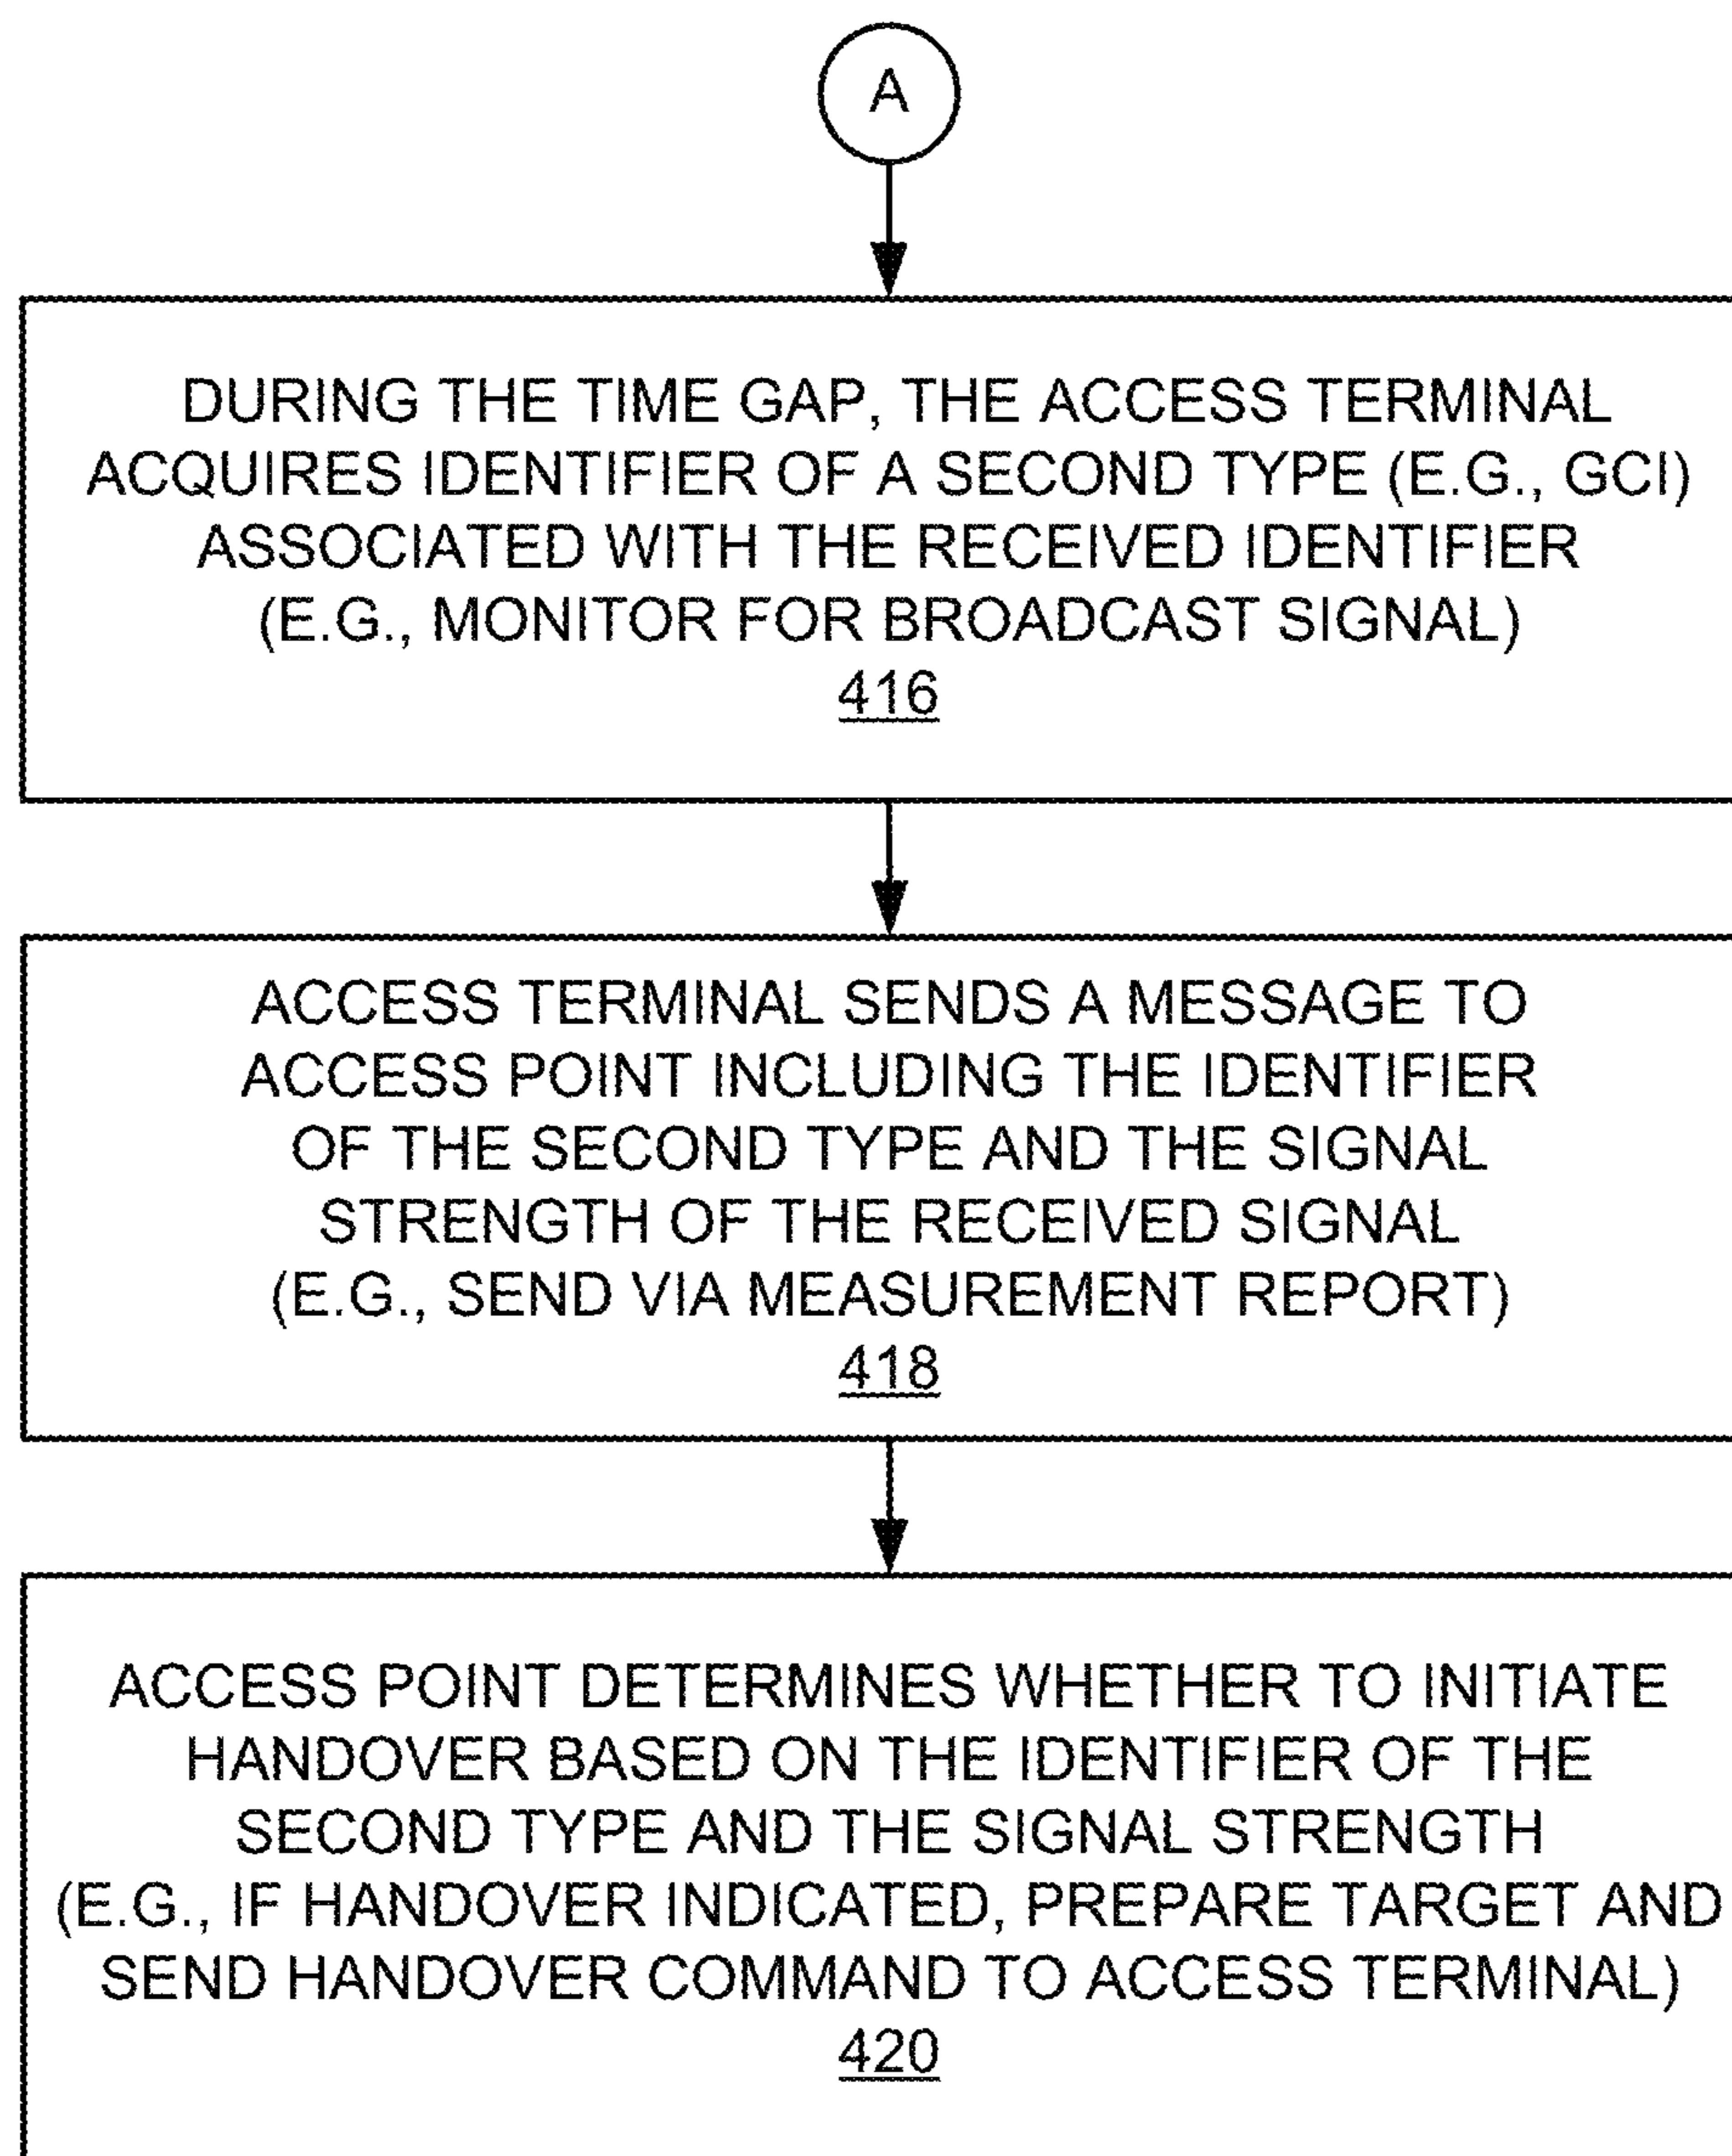 A
DURING THE TIME GAP, THE ACCESS TERMINAL
ACQUIRES IDENTIFIER OF A SECOND TYPE (E.G., GCI)
ASSOCIATED WITH THE RECEIVED IDENTIFIER
(E.G., MONITOR FOR BROADCAST SIGNAL)
416
ACCESS TERMINAL SENDS A MESSAGE TO
ACCESS POINT INCLUDING THE IDENTIFIER
OF THE SECOND TYPE AND THE SIGNAL
STRENGTH OF THE RECEIVED SIGNAL
(E.G., SEND VIA MEASUREMENT REPORT)
418
ACCESS POINT DETERMINES WHETHER TO INITIATE
HANDOVER BASED ON THE IDENTIFIER OF THE
SECOND TYPE AND THE SIGNAL STRENGTH
(E.G., IF HANDOVER INDICATED, PREPARE TARGET AND
SEND HANDOVER COMMAND TO ACCESS TERMINAL)
420